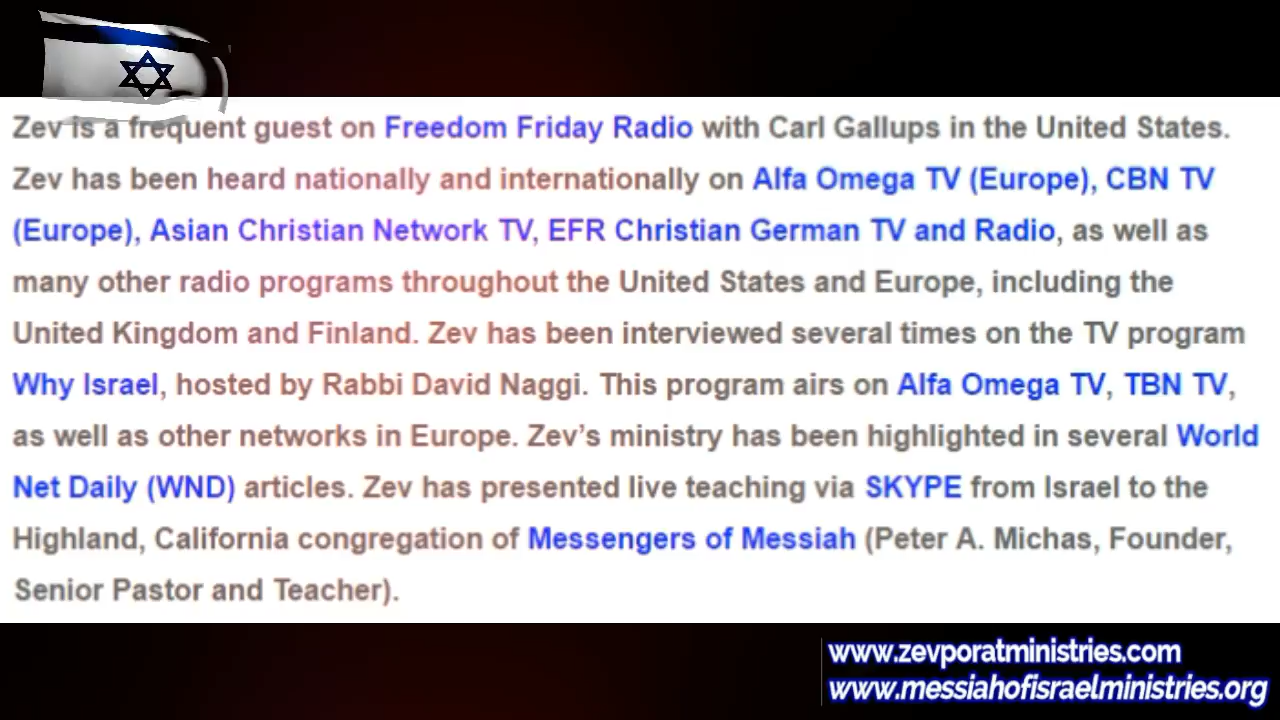 Zev is a frequent guest on Freedom Friday Radio with Carl Gallups in the United States.
Zev has been heard nationally and internationally on Alfa Omega TV (Europe), CBN TV
(Europe), Asian Christian Network TV, EFR Christian German TV and Radio, as well as
many other radio programs throughout the United States and Europe, including the
United Kingdom and Finland. Zev has been interviewed several times on the TV program
Why Israel, hosted by Rabbi David Naggi. This program airs on Alfa Omega TV, TBN TV,
as well as other networks in Europe. Zev’s ministry has been highlighted in several World
Net Daily (WND) articles. Zev has presented live teaching via SKYPE from Israel to the
Highland, California congregation of Messengers of Messiah (Peter A. Michas, Founder,
Senior Pastor and Teacher).
www.zevporatministries.com
www.messiahofisraelministries.org